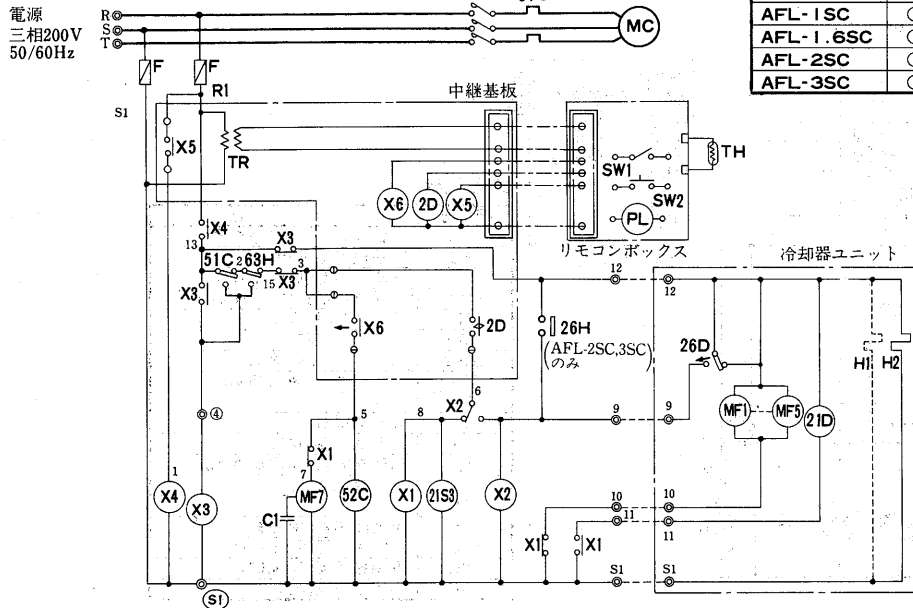 電源
三相200V
50/60Hz
R
S
T
MC
AFL-1SC
AFL-1.6SC
AFL-2SC
AFL-3SC
F
F
R1
S1
中継基板
X5
TR
X6
2D
X5
SW1
SW2
PL
TH
リモコンボックス
冷却器ユニット
X4
13
X3
51C
2
63H
15
X3
3
X3
12
12
X6
2D
26H
(AFL-2SC,3SC)
のみ
26D
H1
H2
④
6
5
8
X2
9
9
MF1
MF5
21D
1
X1
7
X4
X3
C1
MF7
52C
X1
21S3
X2
10
10
11
11
X1
X1
S1
S1
S1